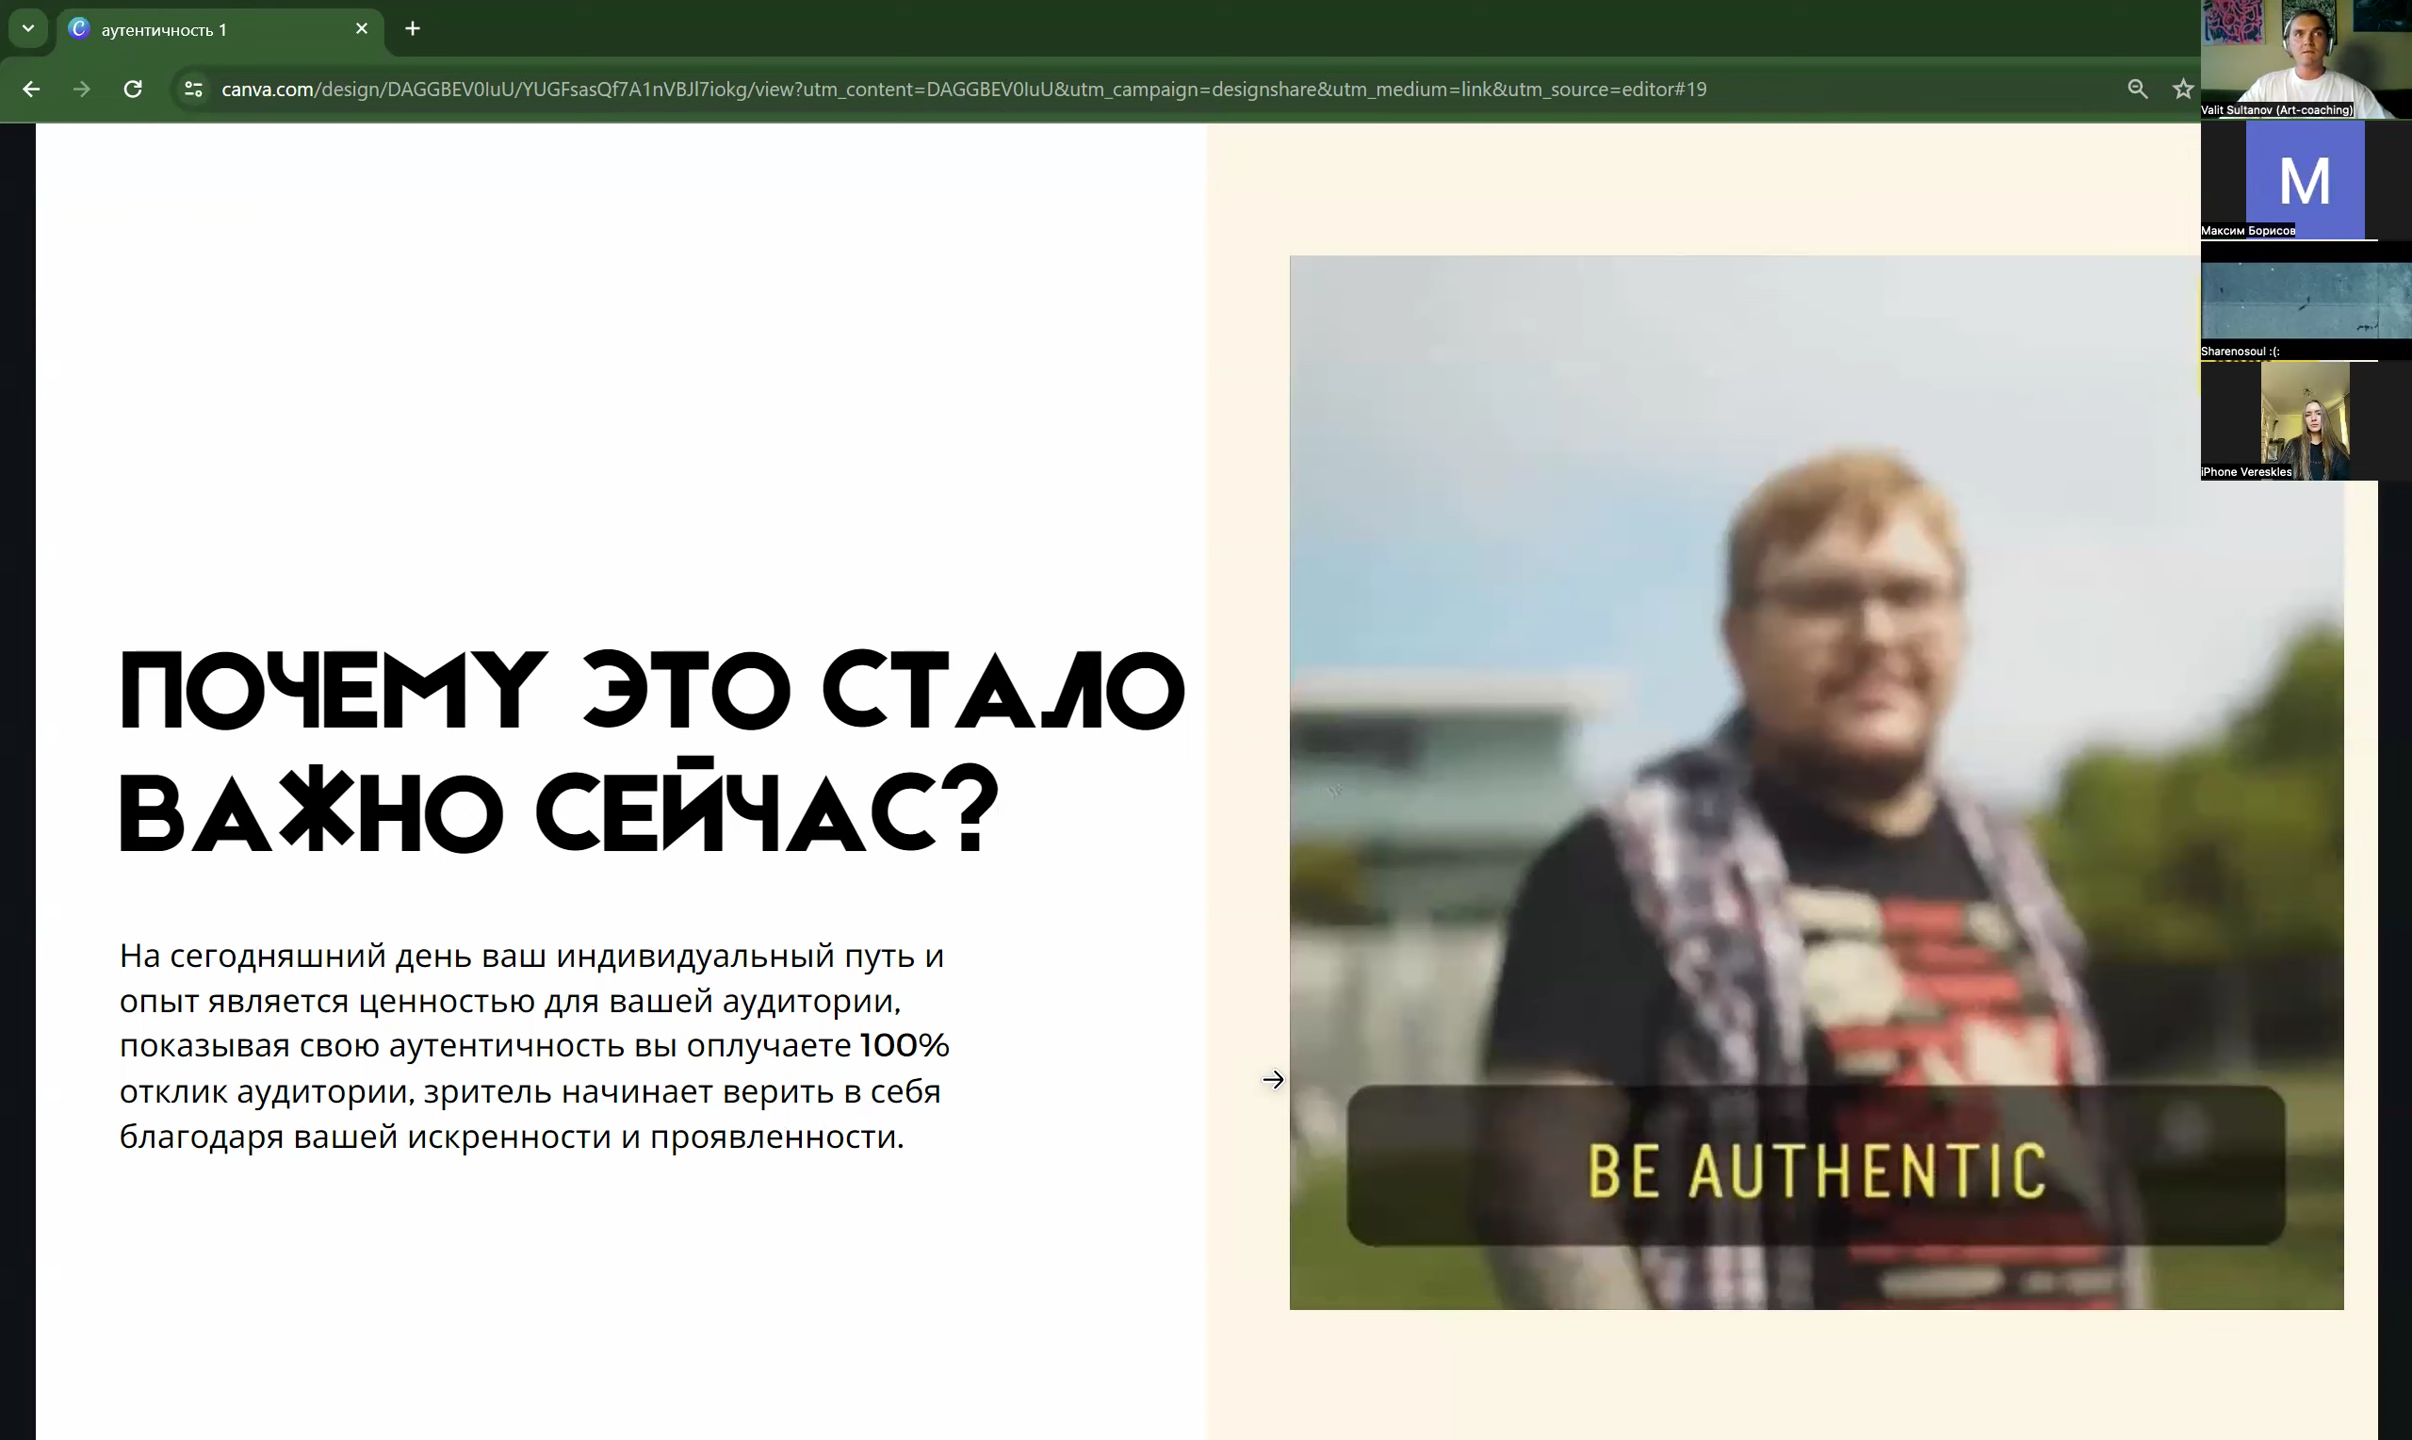 аутентичность 1
canva.com/design/DAGGBEV0IuU/YUGFsasQf7A1nVBJl7iokg/view?utm_content=DAGGBEV0IuU&utm_campaign=designshare&utm_medium=link&utm_source=editor#19
Valit Sultanov (Art-coaching)
M
Максим Борисов
Sharenosoul :(:
iPhone Vereskles
ПОЧЕМУ ЭТО СТАЛО
ВАЖНО СЕЙЧАС?
На сегодняшний день ваш индивидуальный путь и
опыт является ценностью для вашей аудитории,
показывая свою аутентичность вы оплучаете 100%
отклик аудитории, зритель начинает верить в себя
благодаря вашей искренности и проявленности.
BE AUTHENTIC